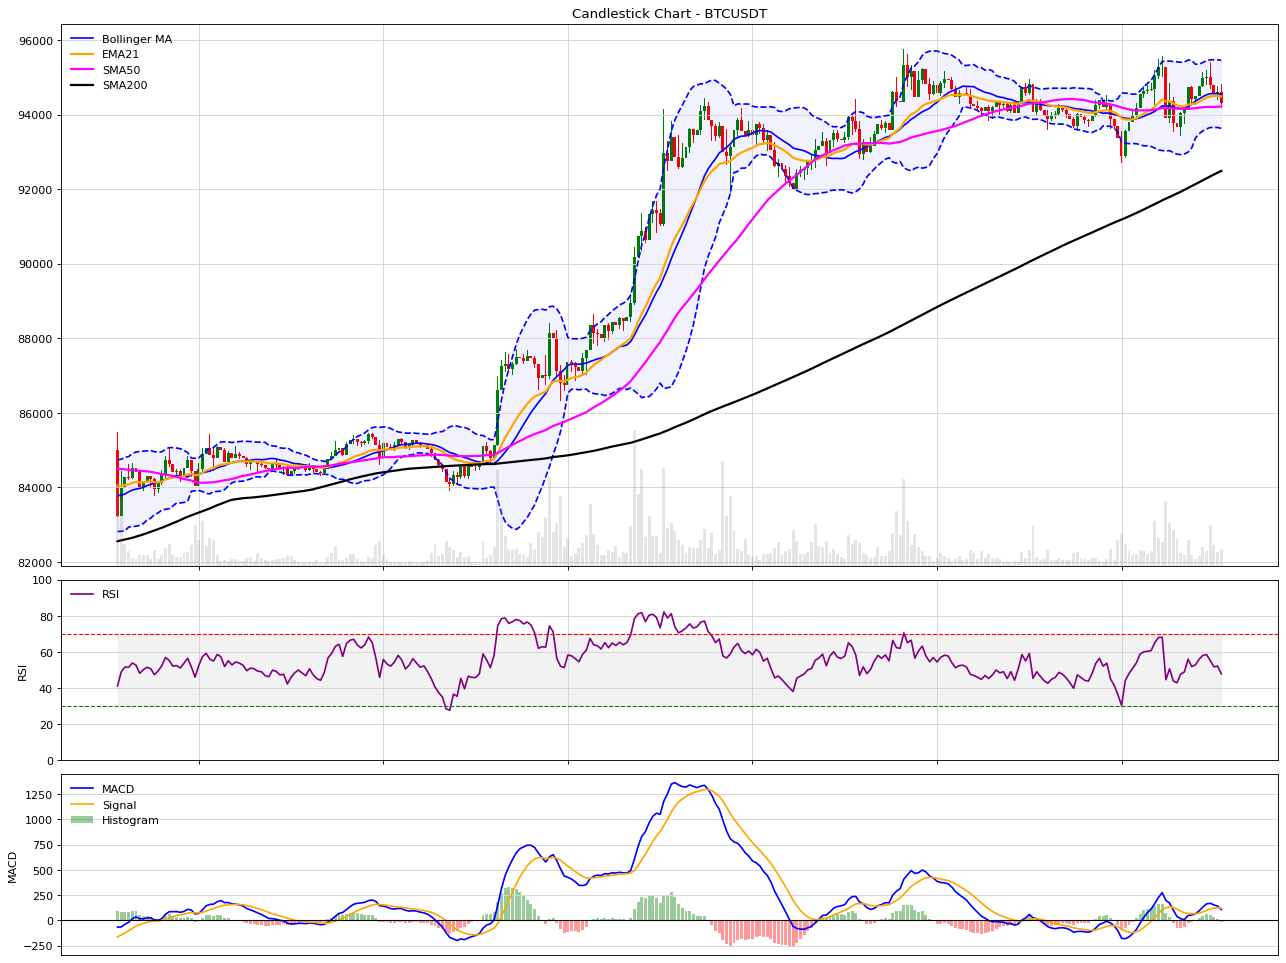 Candlestick Chart - BTCUSDT
Bollinger MA
EMA21
SMA50
SMA200
96000
94000
92000
90000
88000
86000
84000
82000
RSI
100
80
60
40
20
0
RSI
MACD
Signal
Histogram
1250
1000
750
500
250
0
−250
MACD